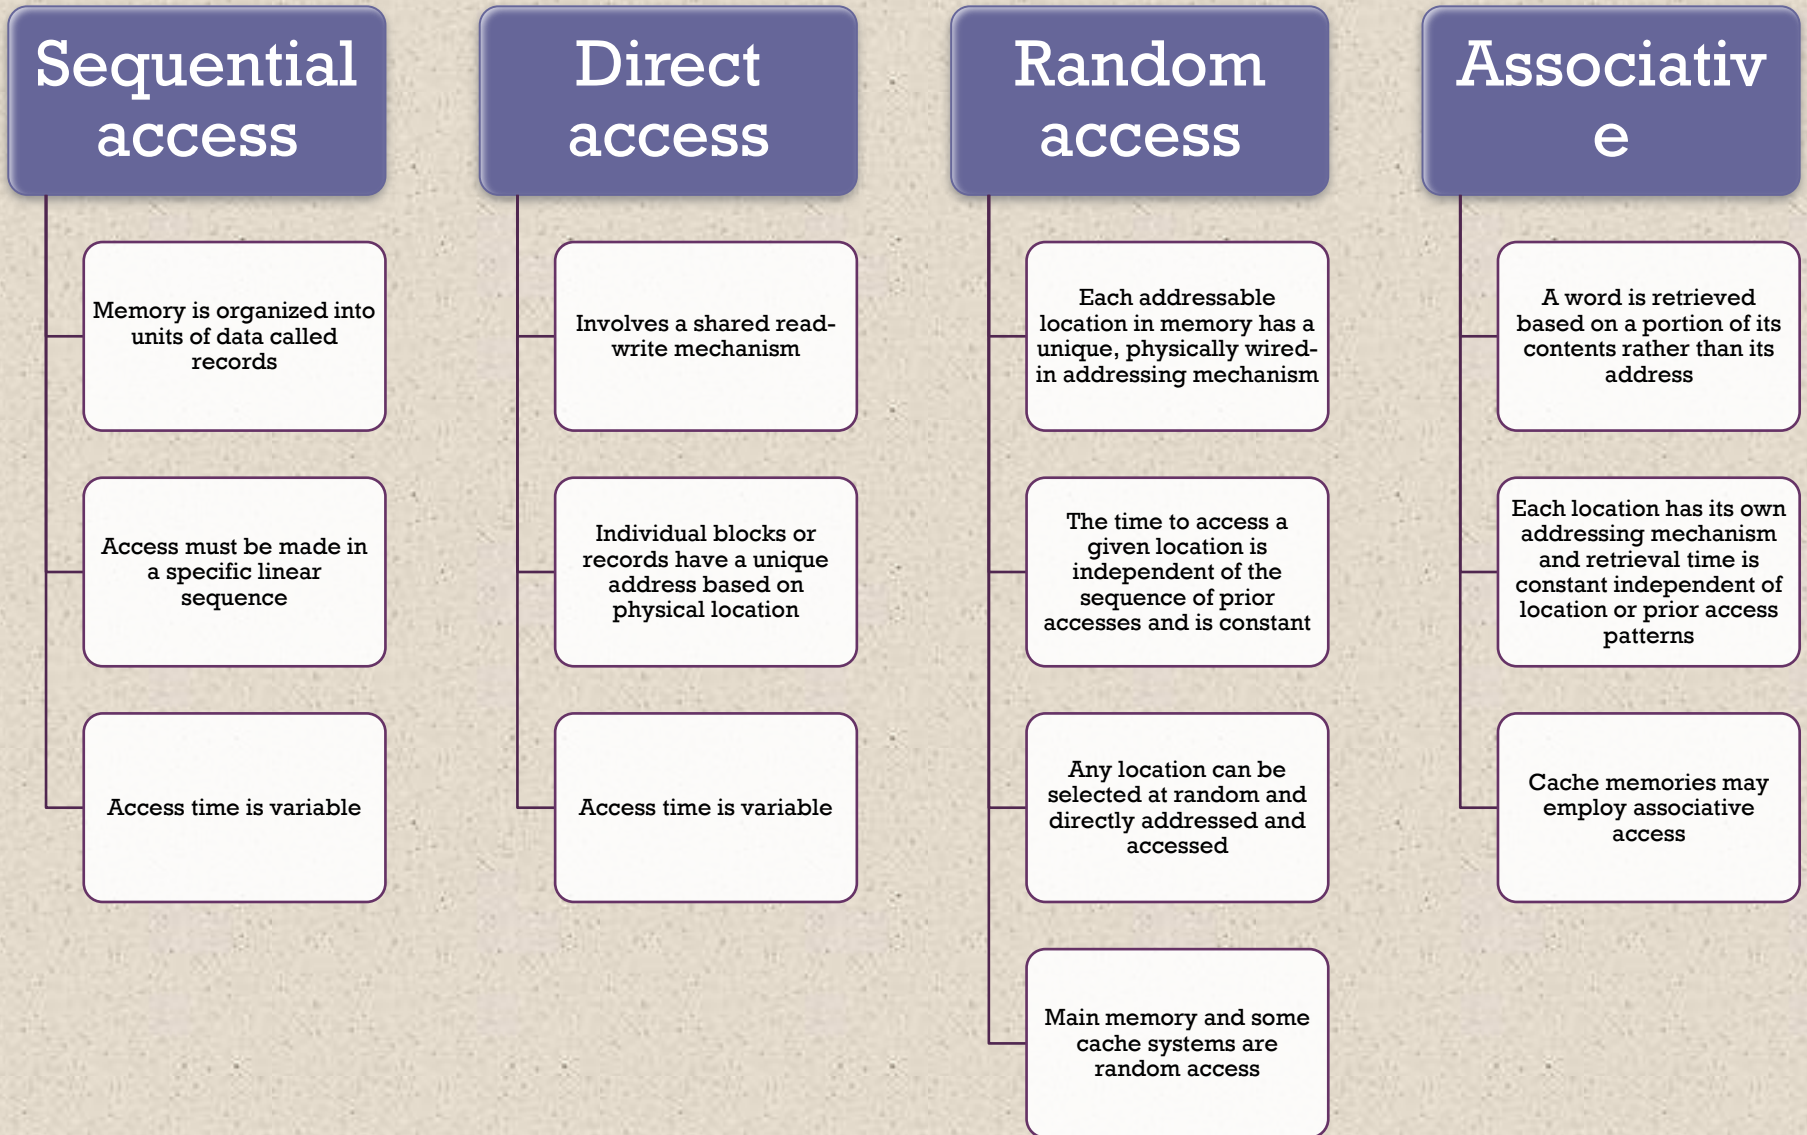 Sequential
access
Memory is organized into
units of data called
records
Access must be made in
a specific linear
sequence
Access time is variable
Direct
access
Involves a shared read-
write mechanism
Individual blocks or
records have a unique
address based on
physical location
Access time is variable
Random
access
Each addressable
location in memory has a
unique, physically wired-
in addressing mechanism
The time to access a
given location is
independent of the
sequence of prior
accesses and is constant
Any location can be
selected at random and
directly addressed and
accessed
Main memory and some
cache systems are
random access
Associativ
e
A word is retrieved
based on a portion of its
contents rather than its
address
Each location has its own
addressing mechanism
and retrieval time is
constant independent of
location or prior access
patterns
Cache memories may
employ associative
access